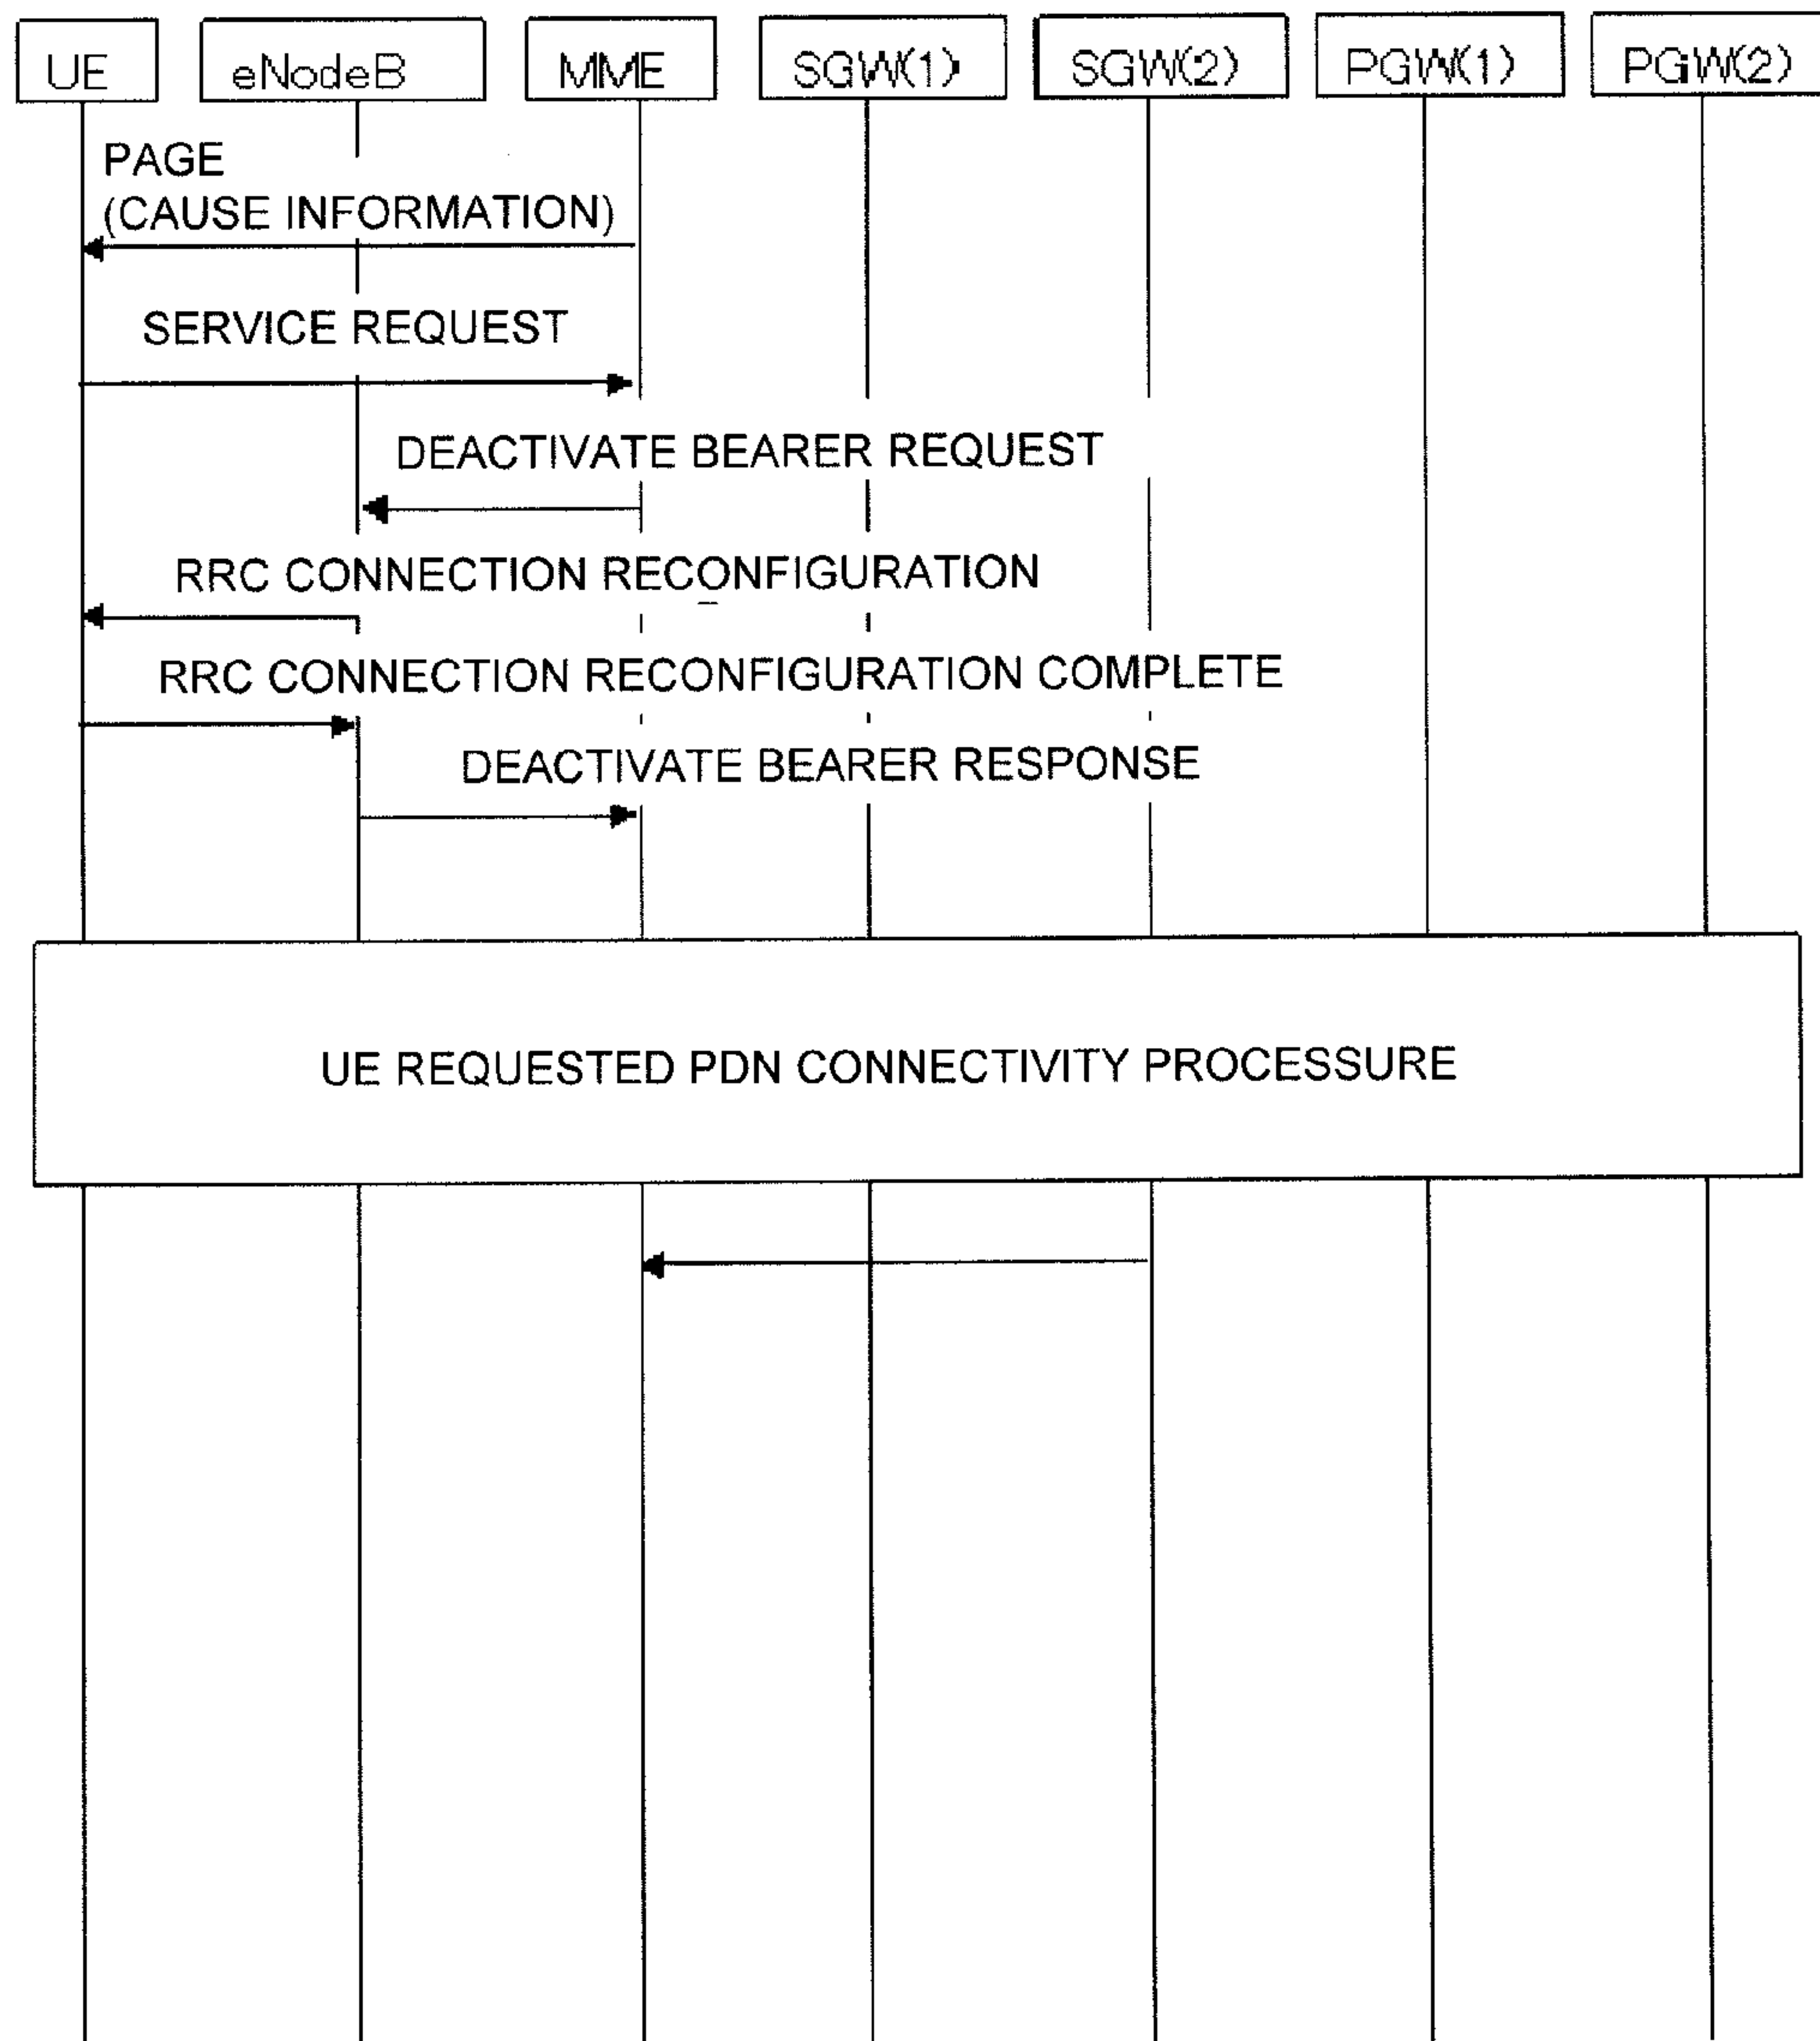 UE
eNodeB
MME
SGW(1)
SGW(2)
PGW(1)
PGW(2)
PAGE
(CAUSE INFORMATION)
SERVICE REQUEST
DEACTIVATE BEARER REQUEST
RRC CONNECTION RECONFIGURATION
RRC CONNECTION RECONFIGURATION COMPLETE
DEACTIVATE BEARER RESPONSE
UE REQUESTED PDN CONNECTIVITY PROCESSURE